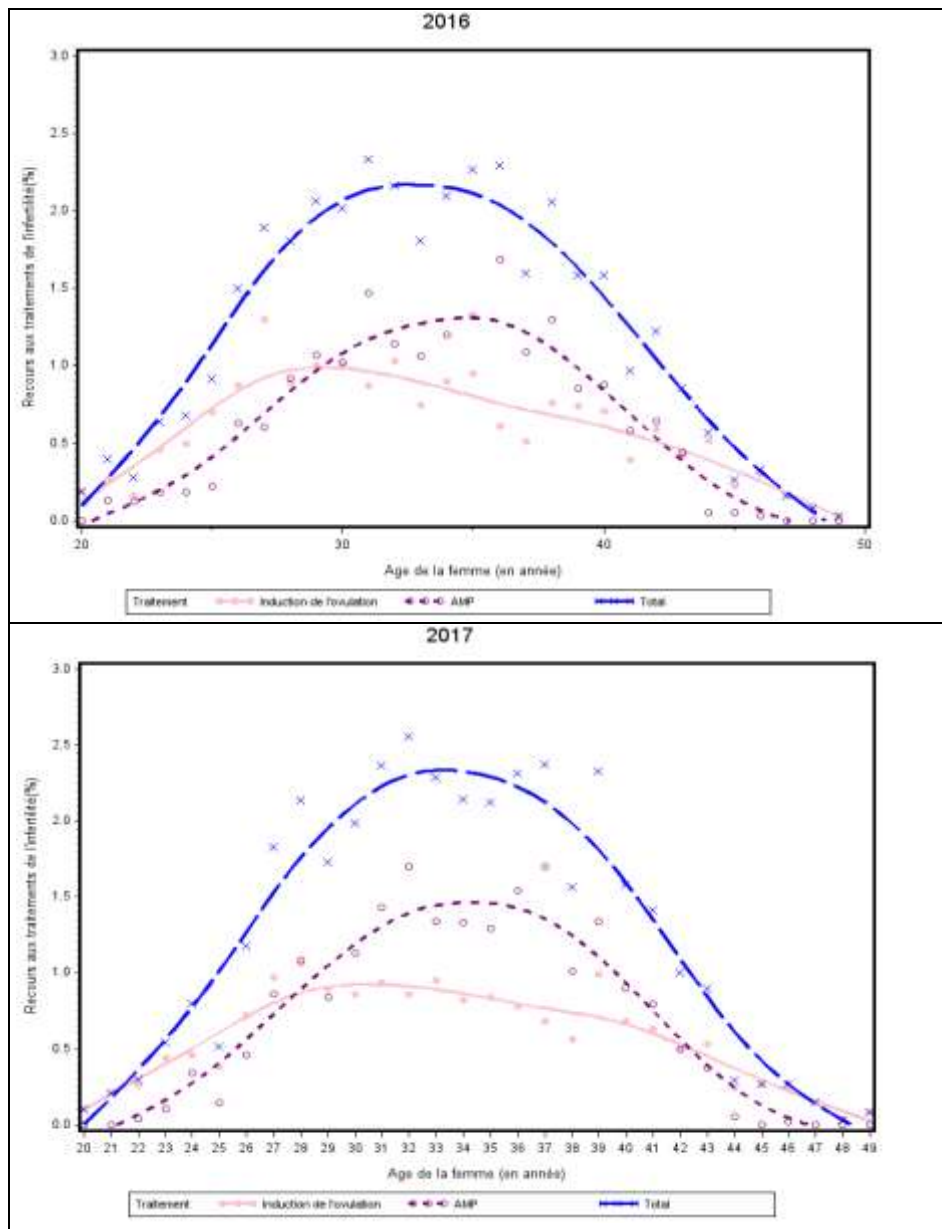 2016
3.0
2.5
2.0
1.5
1.0
0.5
0.0
Recours aux traitements de l'infertilité(%)
20 30 40 50
Age de la femme (en année)
Traitement Induction de l'ovulation AMP Total
2017
3.0
2.5
2.0
1.5
1.0
0.5
0.0
Recours aux traitements de l'infertilité(%)
20 21 22 23 24 25 26 27 28 29 30 31 32 33 34 35 36 37 38 39 40 41 42 43 44 45 46 47 48 49
Age de la femme (en année)
Traitement Induction de l'ovulation AMP Total